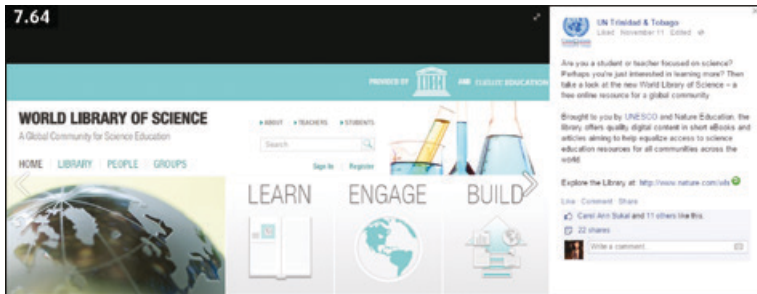 7.64
PROVIDED BY
AND nature EDUCATION
WORLD LIBRARY OF SCIENCE
A Global Community for Science Education
ABOUT TEACHERS STUDENTS
Search
Sign In Register
HOME LIBRARY PEOPLE GROUPS
LEARN ENGAGE BUILD
UN Trinidad & Tobago
Liked November 11 Edited
Are you a student or teacher focused on science?
Perhaps you're just interested in learning more? Then
take a look at the new World Library of Science – a
free online resource for a global community
Brought to you by UNESCO and Nature Education, the
library offers quality digital content in short eBooks and
articles aiming to help equalize access to science
education resources for all communities across the
world.
Explore the Library at: http://www.nature.com/wls
Like Comment Share
Carol Ann Sukal and 11 others like this.
22 shares
Write a comment